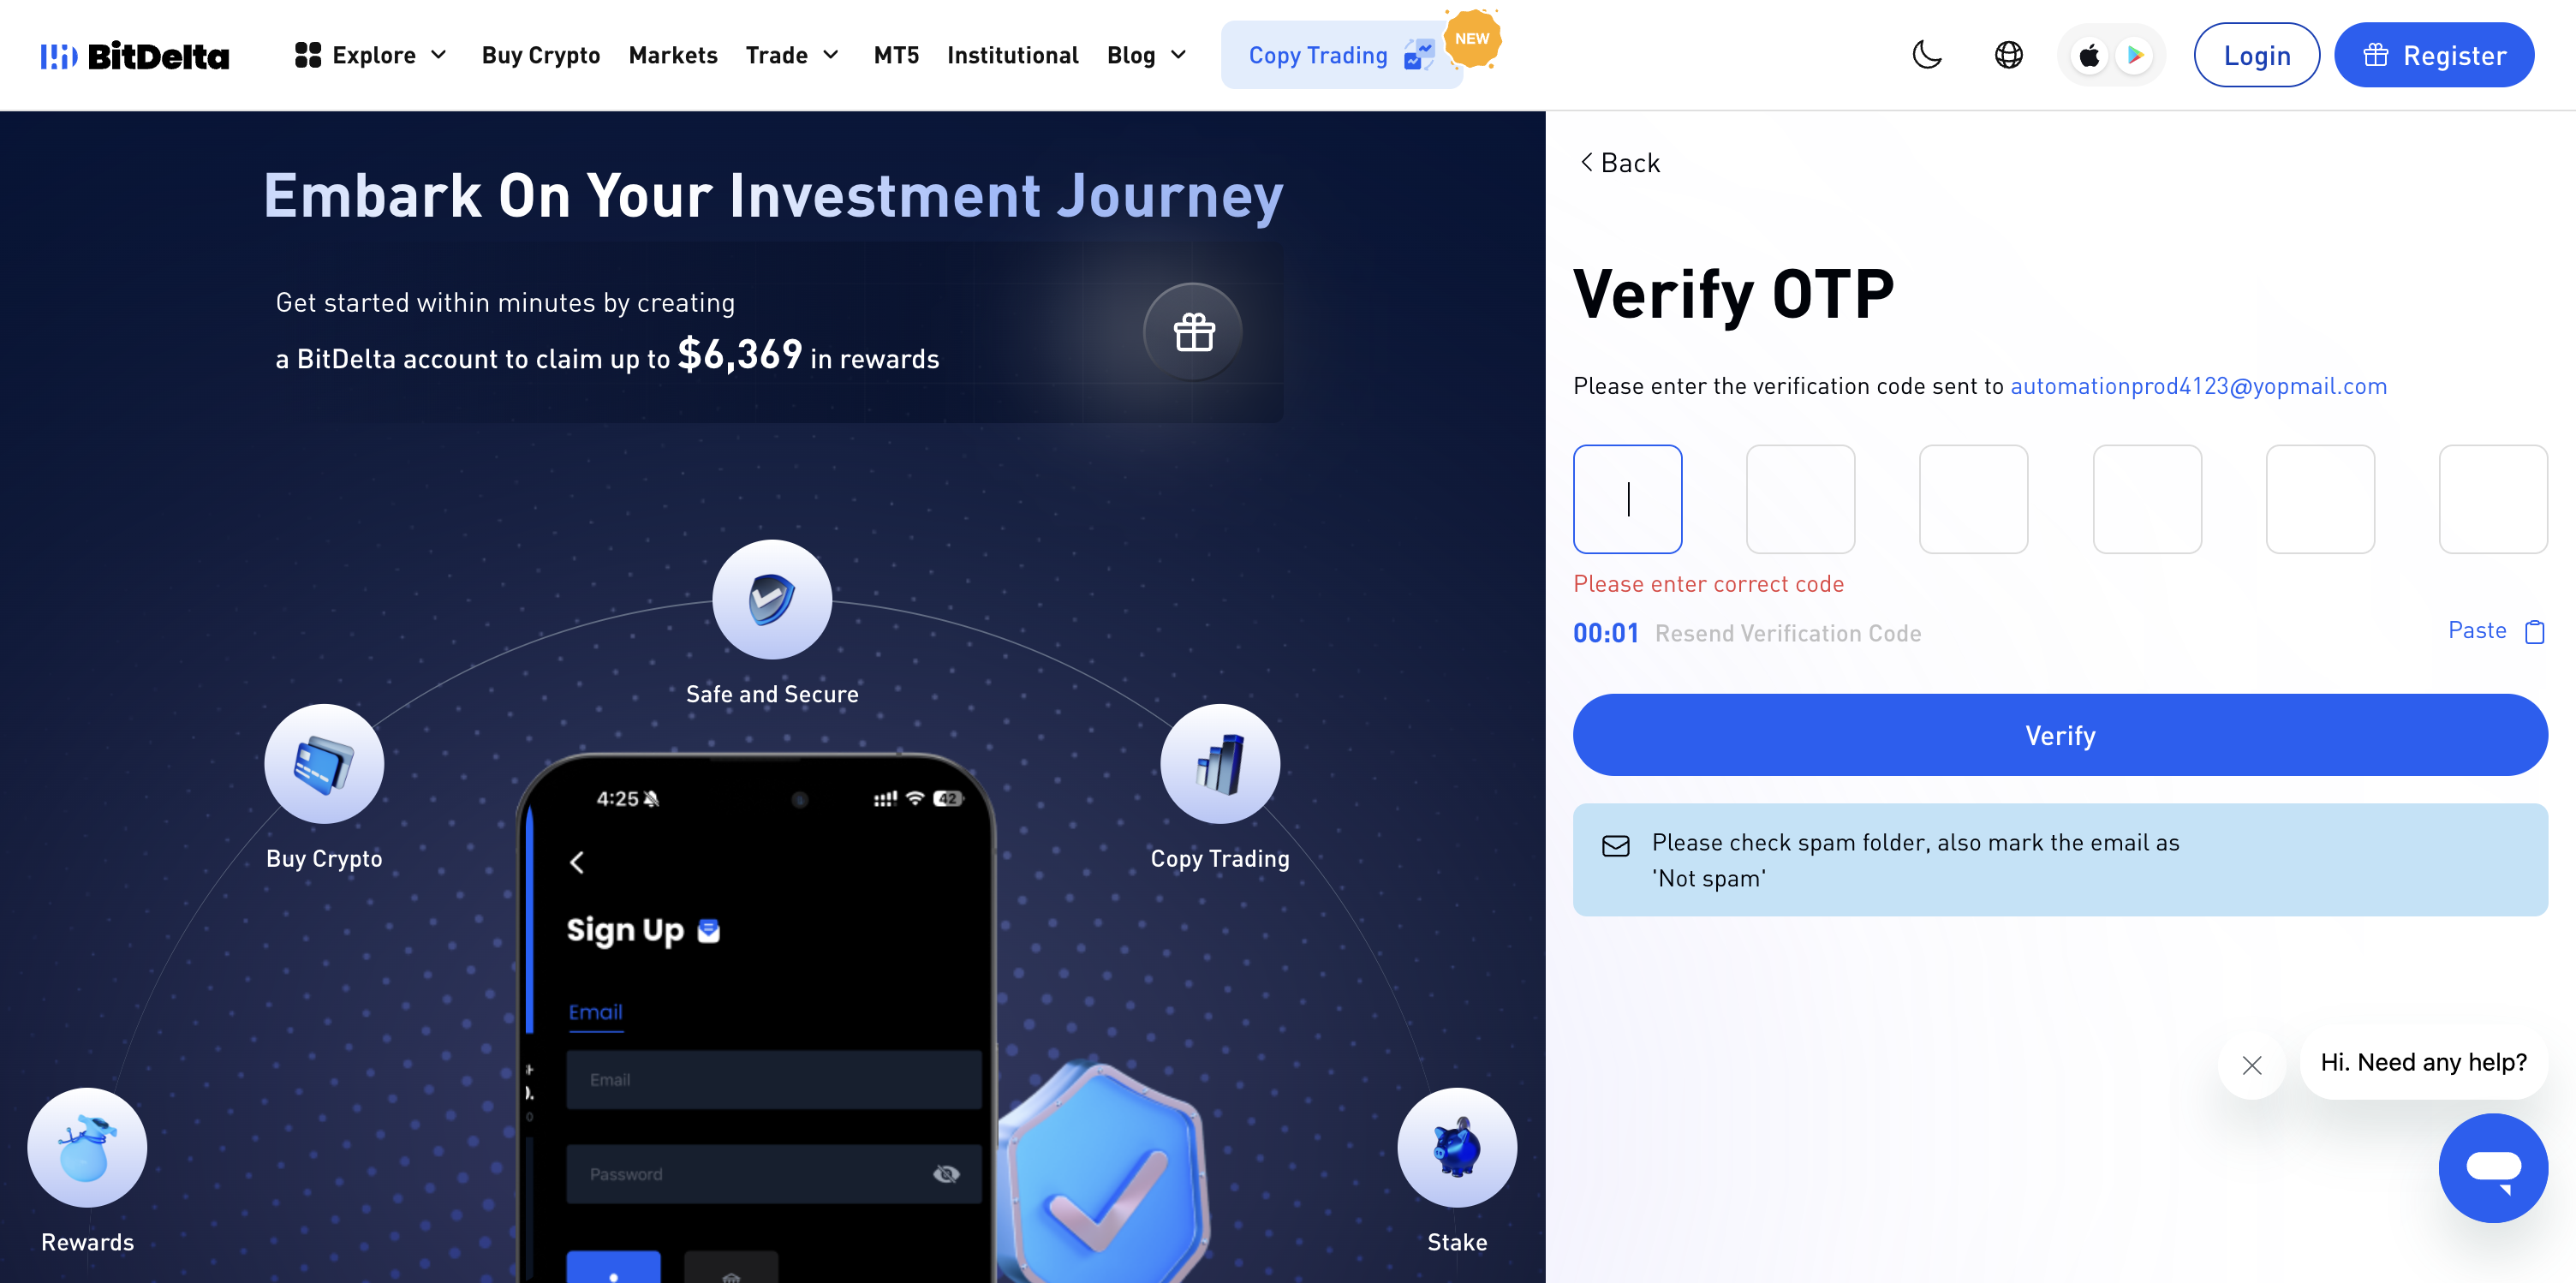 BitDelta
Explore
Buy Crypto
Markets
Trade
MT5
Institutional
Blog
Copy Trading
NEW
Login
Register
Embark On Your Investment Journey
Get started within minutes by creating
a BitDelta account to claim up to $6,369 in rewards
Safe and Secure
Buy Crypto
Copy Trading
Rewards
Stake
4:25
42
Sign Up
Email
Email
Password
Back
Verify OTP
Please enter the verification code sent to automationprod4123@yopmail.com
Please enter correct code
00:01 Resend Verification Code
Paste
Verify
Please check spam folder, also mark the email as
'Not spam'
Hi. Need any help?